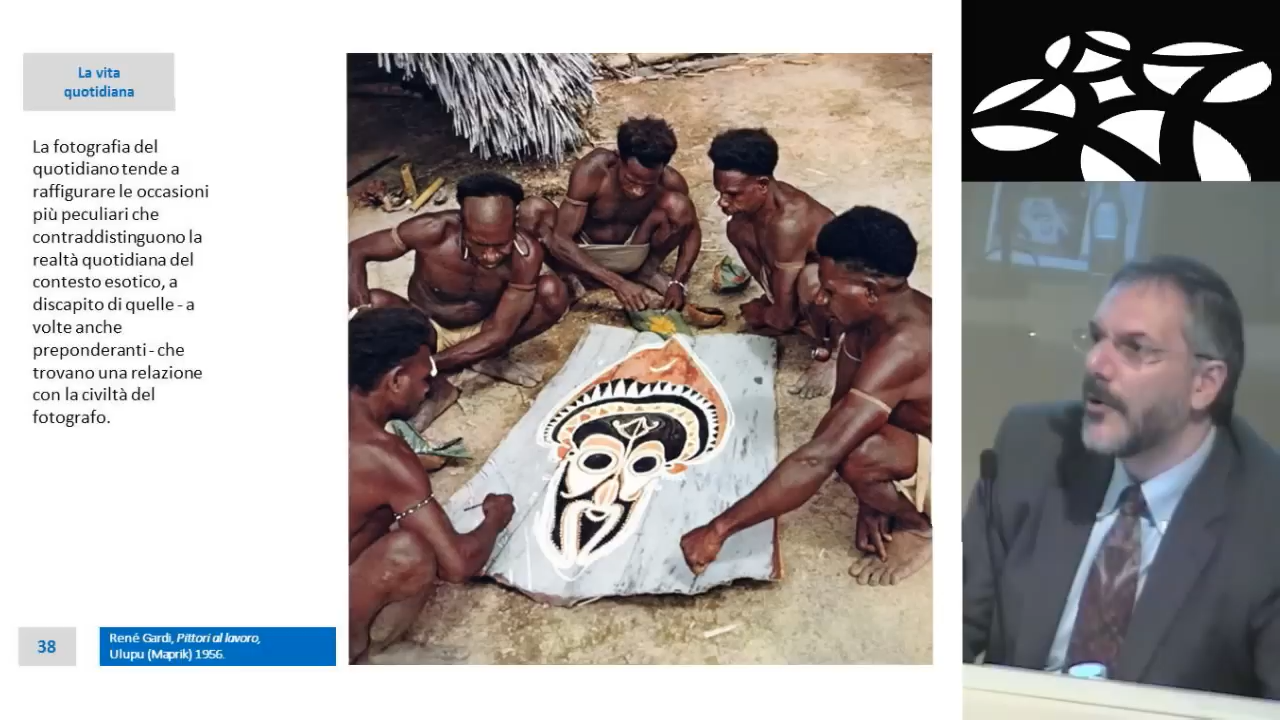 La vita
quotidiana
La fotografia del
quotidiano tende a
raffigurare le occasioni
più peculiari che
contraddistinguono la
realtà quotidiana del
contesto esotico, a
discapito di quelle - a
volte anche
preponderanti - che
trovano una relazione
con la civiltà del
fotografo.
38
René Gardi, Pittori al lavoro,
Ulupu (Maprik) 1956.